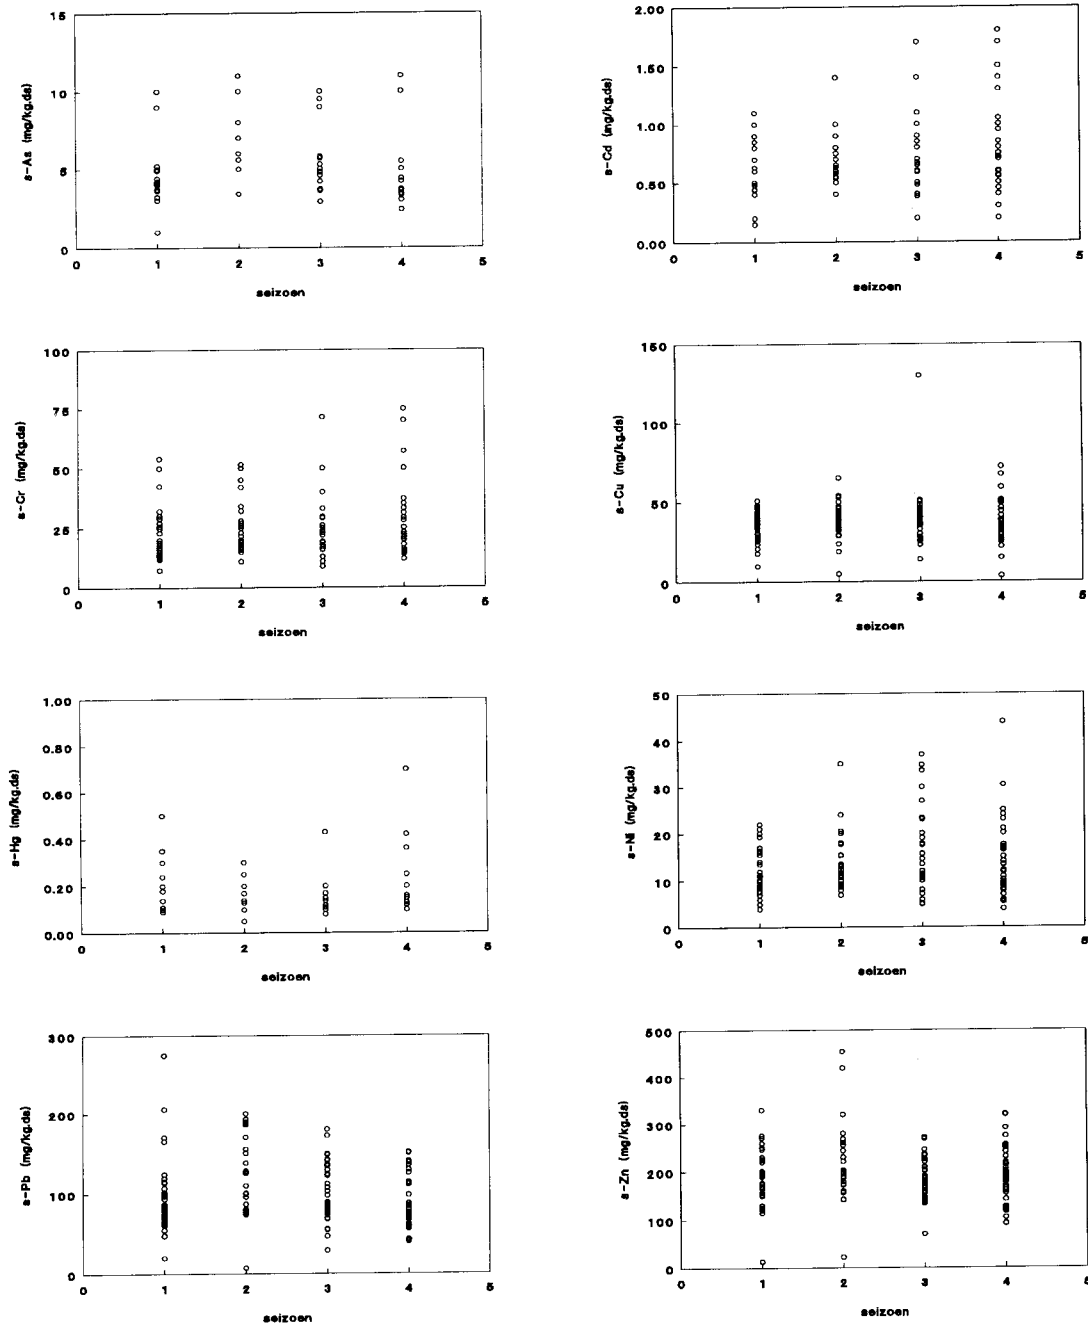 s-As (mg/kg.ds)
15
10
5
0
0 1 2 3 4 5
seizoen
s-Cd (mg/kg.ds)
2.00
1.50
1.00
0.50
0.00
0 1 2 3 4 5
seizoen
s-Cr (mg/kg.ds)
100
75
50
25
0
0 1 2 3 4 5
seizoen
s-Cu (mg/kg.ds)
150
100
50
0
0 1 2 3 4 5
seizoen
s-Hg (mg/kg.ds)
1.00
0.80
0.60
0.40
0.20
0.00
0 1 2 3 4 5
seizoen
s-Ni (mg/kg.ds)
50
40
30
20
10
0
0 1 2 3 4 5
seizoen
s-Pb (mg/kg.ds)
300
200
100
0
0 1 2 3 4 5
seizoen
s-Zn (mg/kg.ds)
500
400
300
200
100
0
0 1 2 3 4 5
seizoen